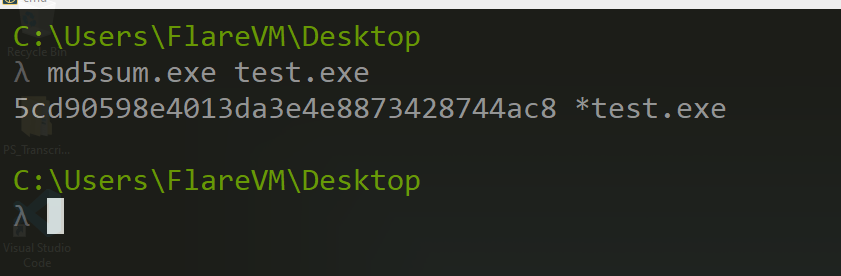 cmd
C:\Users\FlareVM\Desktop
Recycle Bin
λ md5sum.exe test.exe
5cd90598e4013da3e4e8873428744ac8 *test.exe
PS_Transcri...
C:\Users\FlareVM\Desktop
λ
Visual Studio
Code